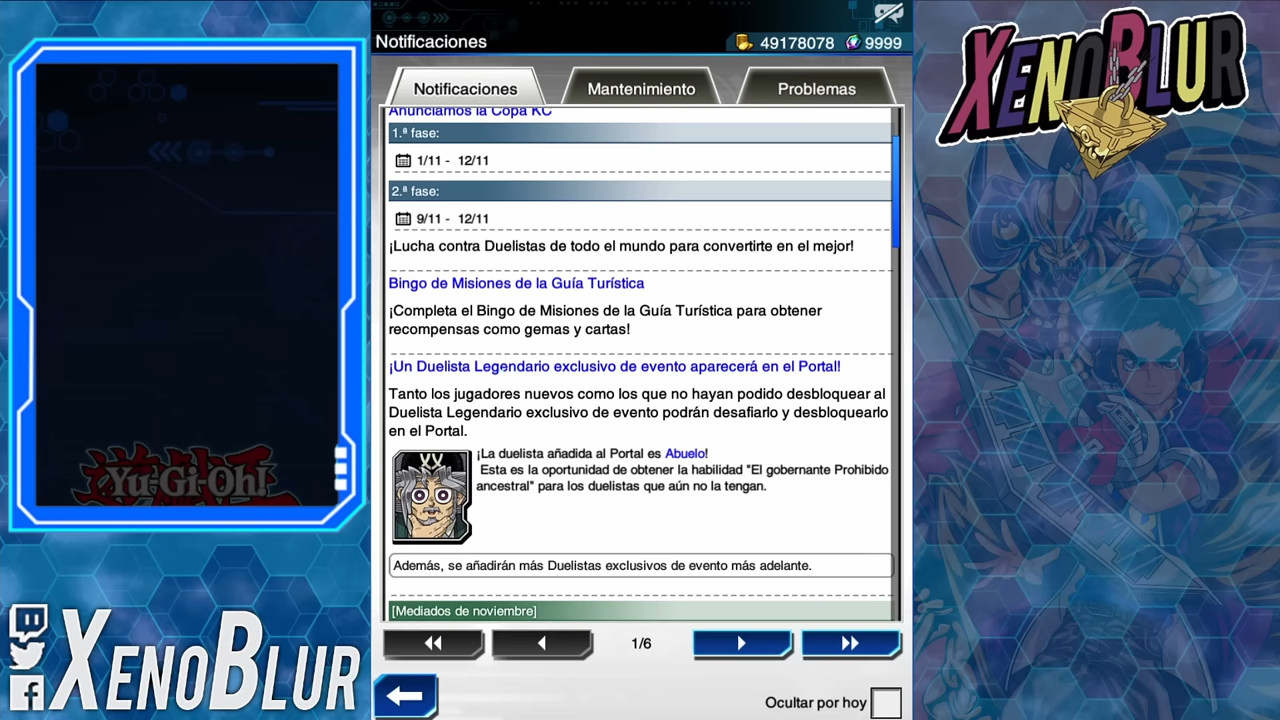 Notificaciones
49178078
9999
Notificaciones
Mantenimiento
Problemas
Anunciamos la Copa KC
1.ª fase:
1/11 - 12/11
2.ª fase:
9/11 - 12/11
¡Lucha contra Duelistas de todo el mundo para convertirte en el mejor!
Bingo de Misiones de la Guía Turística
¡Completa el Bingo de Misiones de la Guía Turística para obtener
recompensas como gemas y cartas!
¡Un Duelista Legendario exclusivo de evento aparecerá en el Portal!
Tanto los jugadores nuevos como los que no hayan podido desbloquear al
Duelista Legendario exclusivo de evento podrán desafiarlo y desbloquearlo
en el Portal.
¡La duelista añadida al Portal es Abuelo!
Esta es la oportunidad de obtener la habilidad "El gobernante Prohibido
ancestral" para los duelistas que aún no la tengan.
Además, se añadirán más Duelistas exclusivos de evento más adelante.
[Mediados de noviembre]
1/6
Ocultar por hoy
Yu-Gi-Oh!
XENOBLUR
XENOBLUR